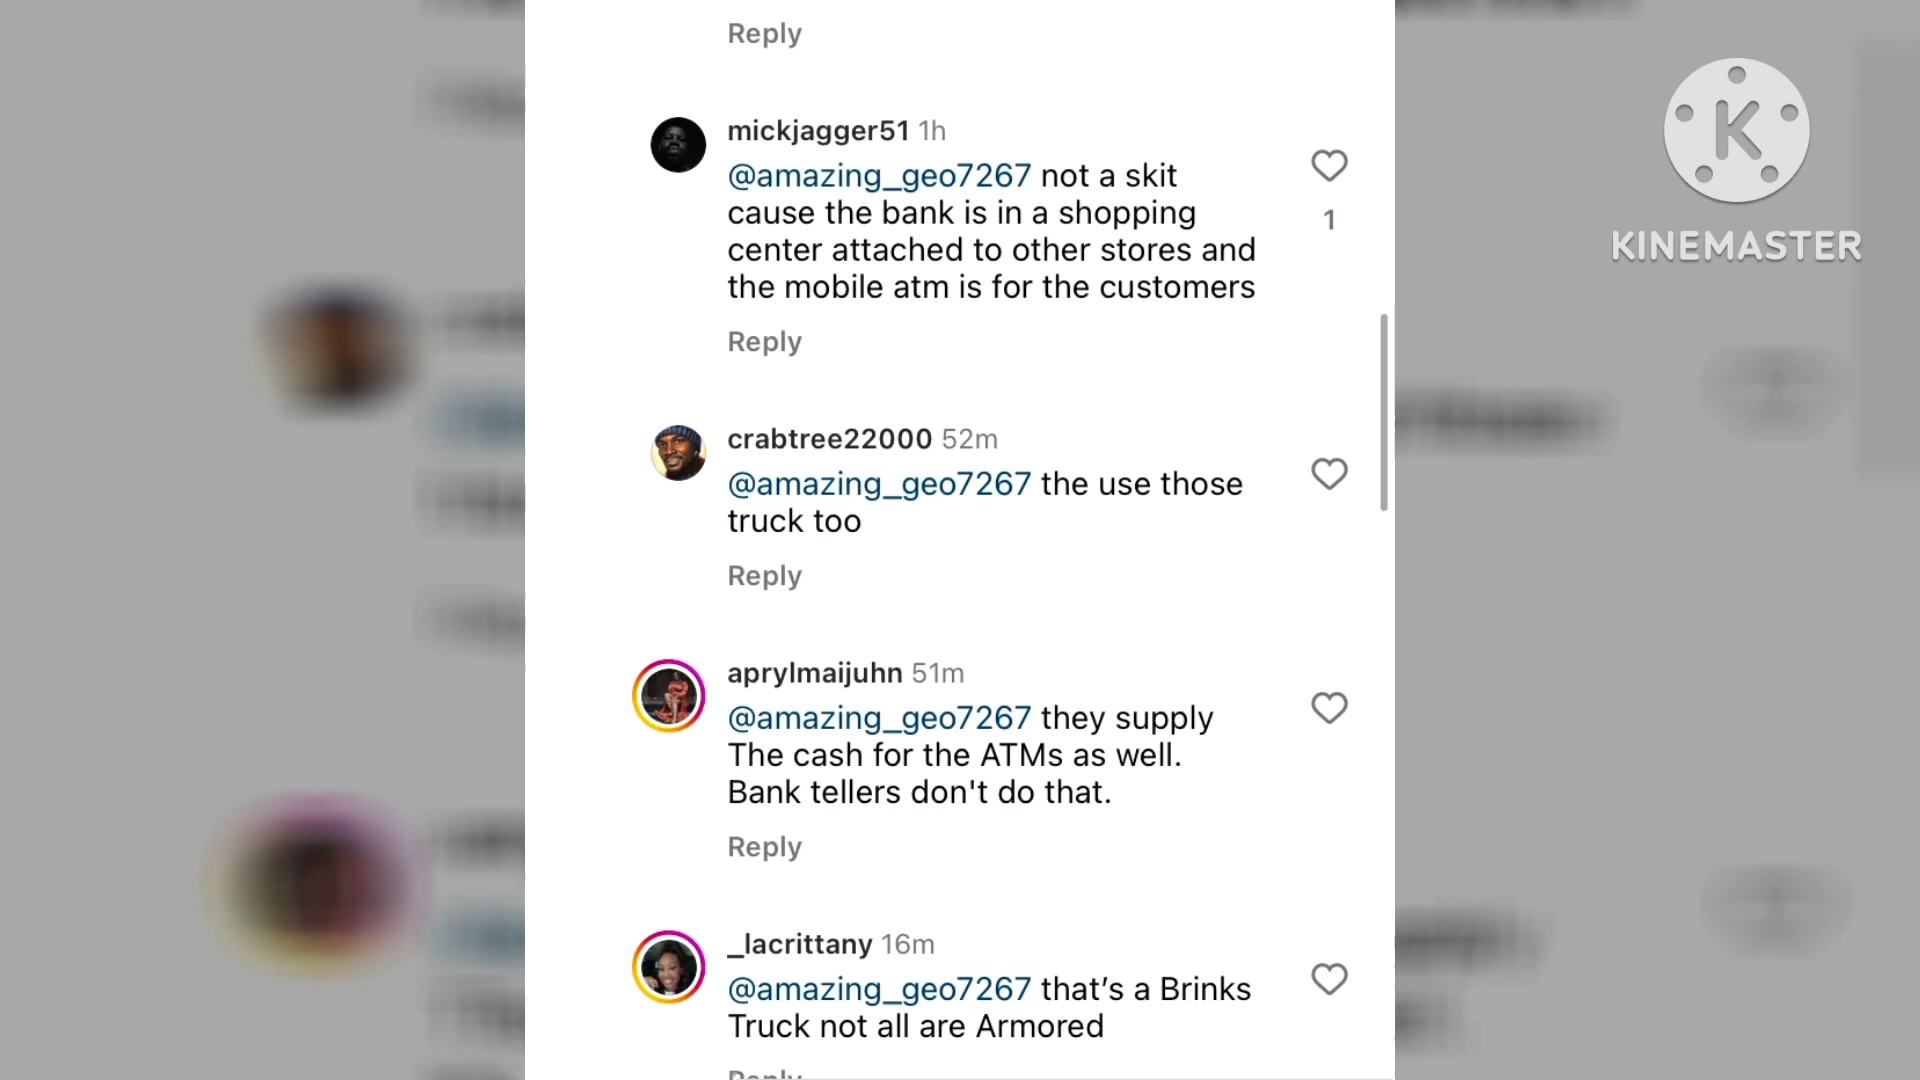 Reply
mickjagger51 1h
@amazing_geo7267 not a skit
cause the bank is in a shopping
center attached to other stores and
the mobile atm is for the customers
1
Reply
crabtree22000 52m
@amazing_geo7267 the use those
truck too
Reply
aprylmaijuhn 51m
@amazing_geo7267 they supply
The cash for the ATMs as well.
Bank tellers don't do that.
Reply
_lacrittany 16m
@amazing_geo7267 that’s a Brinks
Truck not all are Armored
Reply
K
KINEMASTER